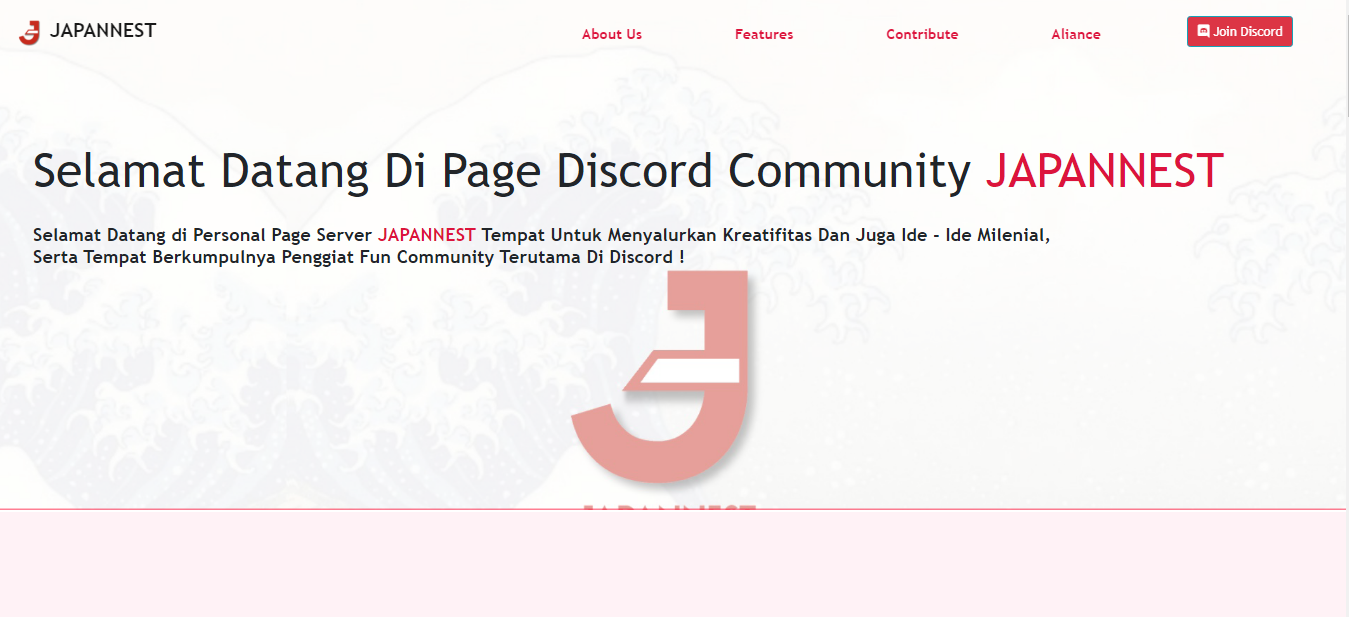 JAPANNEST
About Us
Features
Contribute
Aliance
Join Discord
Selamat Datang Di Page Discord Community JAPANNEST
Selamat Datang di Personal Page Server JAPANNEST Tempat Untuk Menyalurkan Kreatifitas Dan Juga Ide - Ide Milenial,
Serta Tempat Berkumpulnya Penggiat Fun Community Terutama Di Discord !
JAPANNEST